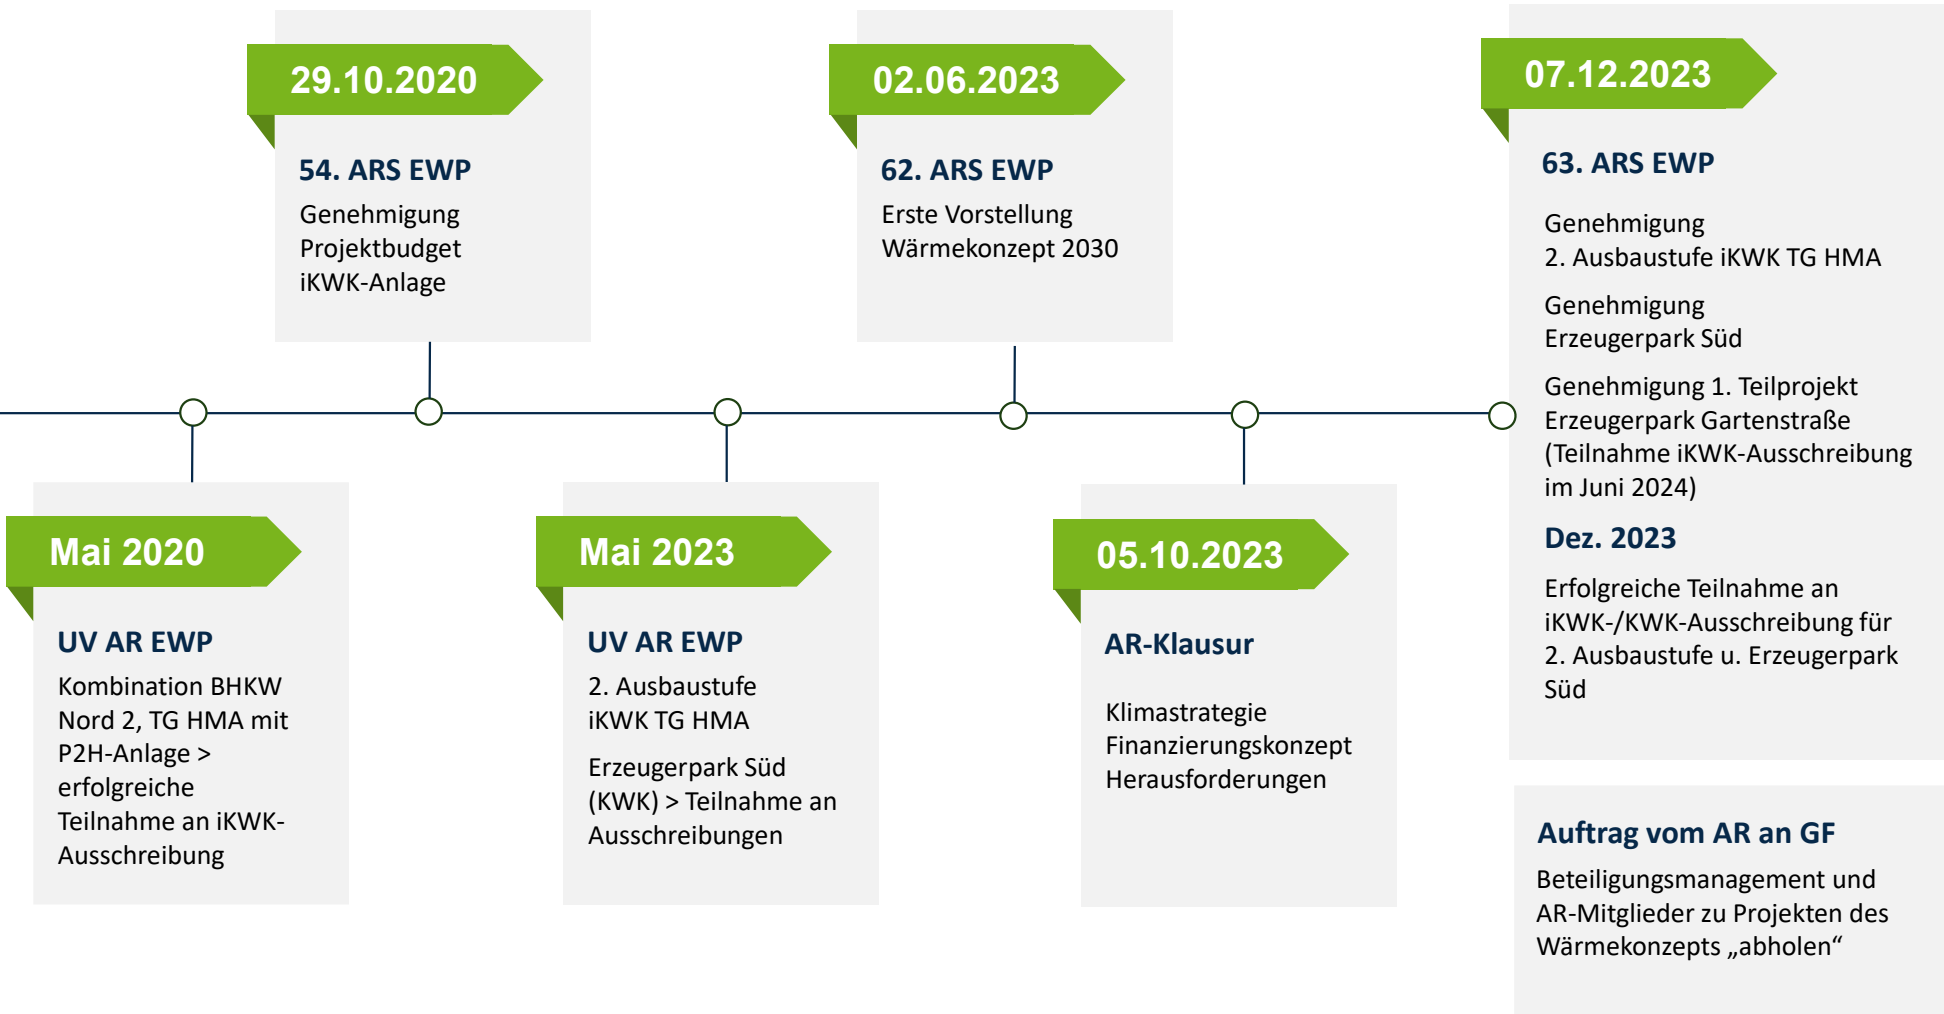 29.10.2020
54. ARS EWP
Genehmigung
Projektbudget
iKWK-Anlage
02.06.2023
62. ARS EWP
Erste Vorstellung
Wärmekonzept 2030
07.12.2023
63. ARS EWP
Genehmigung
2. Ausbaustufe iKWK TG HMA
Genehmigung
Erzeugerpark Süd
Genehmigung 1. Teilprojekt
Erzeugerpark Gartenstraße
(Teilnahme iKWK-Ausschreibung
im Juni 2024)
Dez. 2023
Erfolgreiche Teilnahme an
iKWK-/KWK-Ausschreibung für
2. Ausbaustufe u. Erzeugerpark
Süd
Mai 2020
UV AR EWP
Kombination BHKW
Nord 2, TG HMA mit
P2H-Anlage >
erfolgreiche
Teilnahme an iKWK-
Ausschreibung
Mai 2023
UV AR EWP
2. Ausbaustufe
iKWK TG HMA
Erzeugerpark Süd
(KWK) > Teilnahme an
Ausschreibungen
05.10.2023
AR-Klausur
Klimastrategie
Finanzierungskonzept
Herausforderungen
Auftrag vom AR an GF
Beteiligungsmanagement und
AR-Mitglieder zu Projekten des
Wärmekonzepts „abholen“